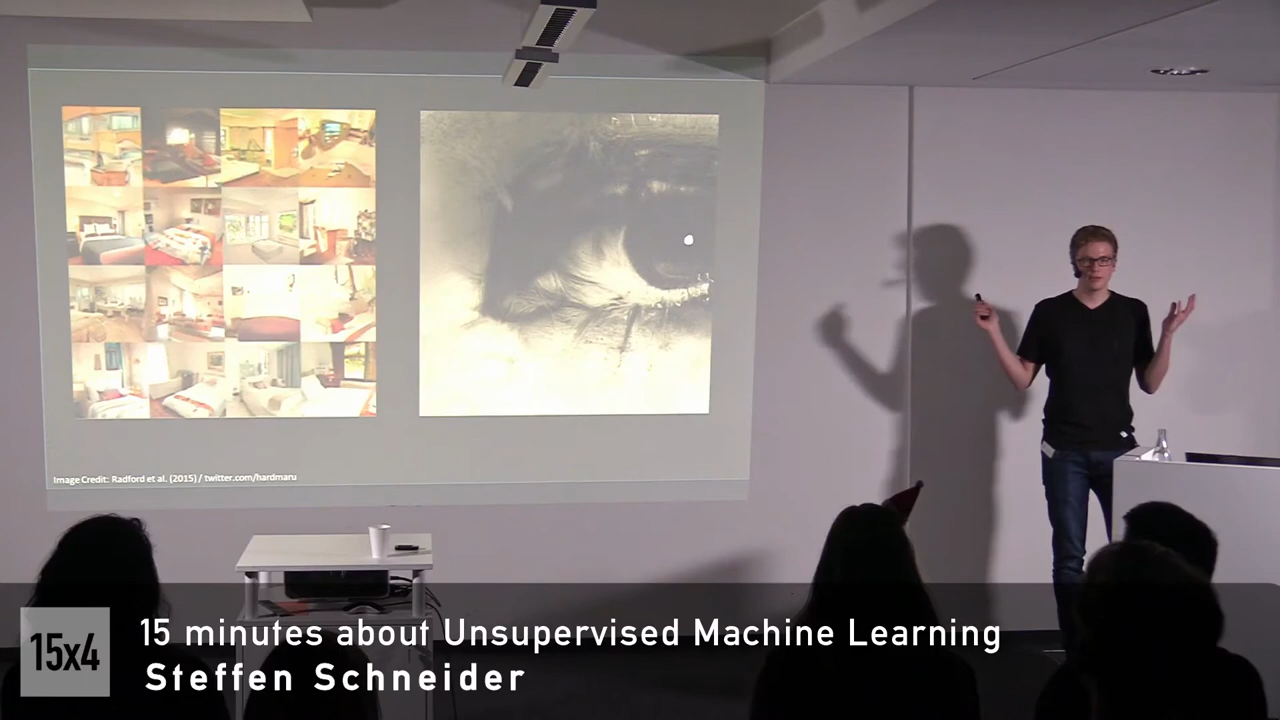 Image Credit: Radford et al. (2015) / twitter.com/hardmaru
15x4
15 minutes about Unsupervised Machine Learning
Steffen Schneider